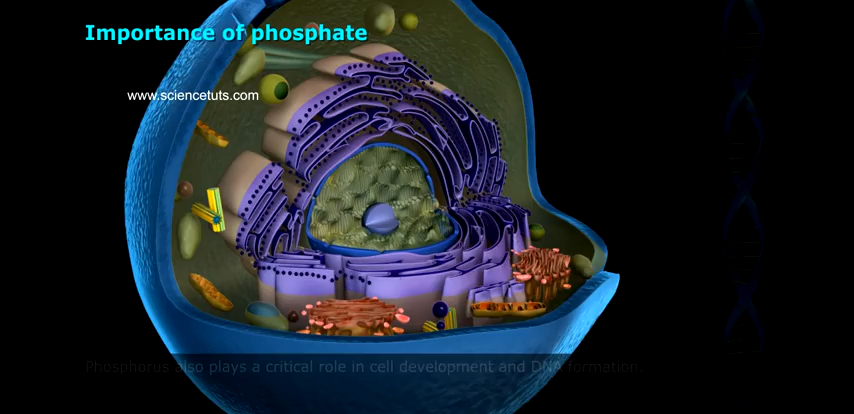 Importance of phosphate
www.sciencetuts.com
Phosphorus also plays a critical role in cell development and DNA formation.